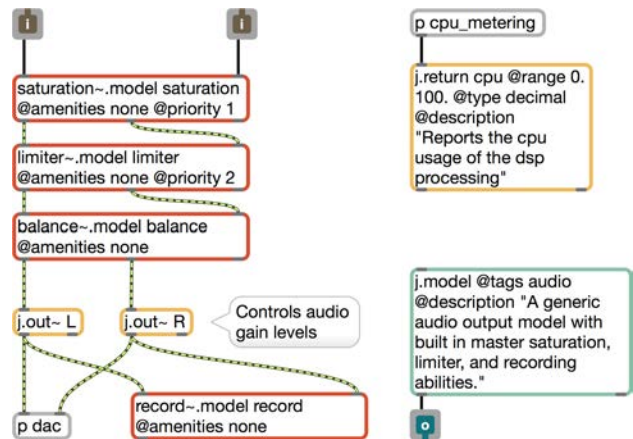 i
i
saturation~.model saturation
@amenities none @priority 1
limiter~.model limiter
@amenities none @priority 2
balance~.model balance
@amenities none
j.out~ L
j.out~ R
Controls audio
gain levels
p dac
record~.model record
@amenities none
p cpu_metering
j.return cpu @range 0.
100. @type decimal
@description
"Reports the cpu
usage of the dsp
processing"
j.model @tags audio
@description "A generic
audio output model with
built in master saturation,
limiter, and recording
abilities."
o